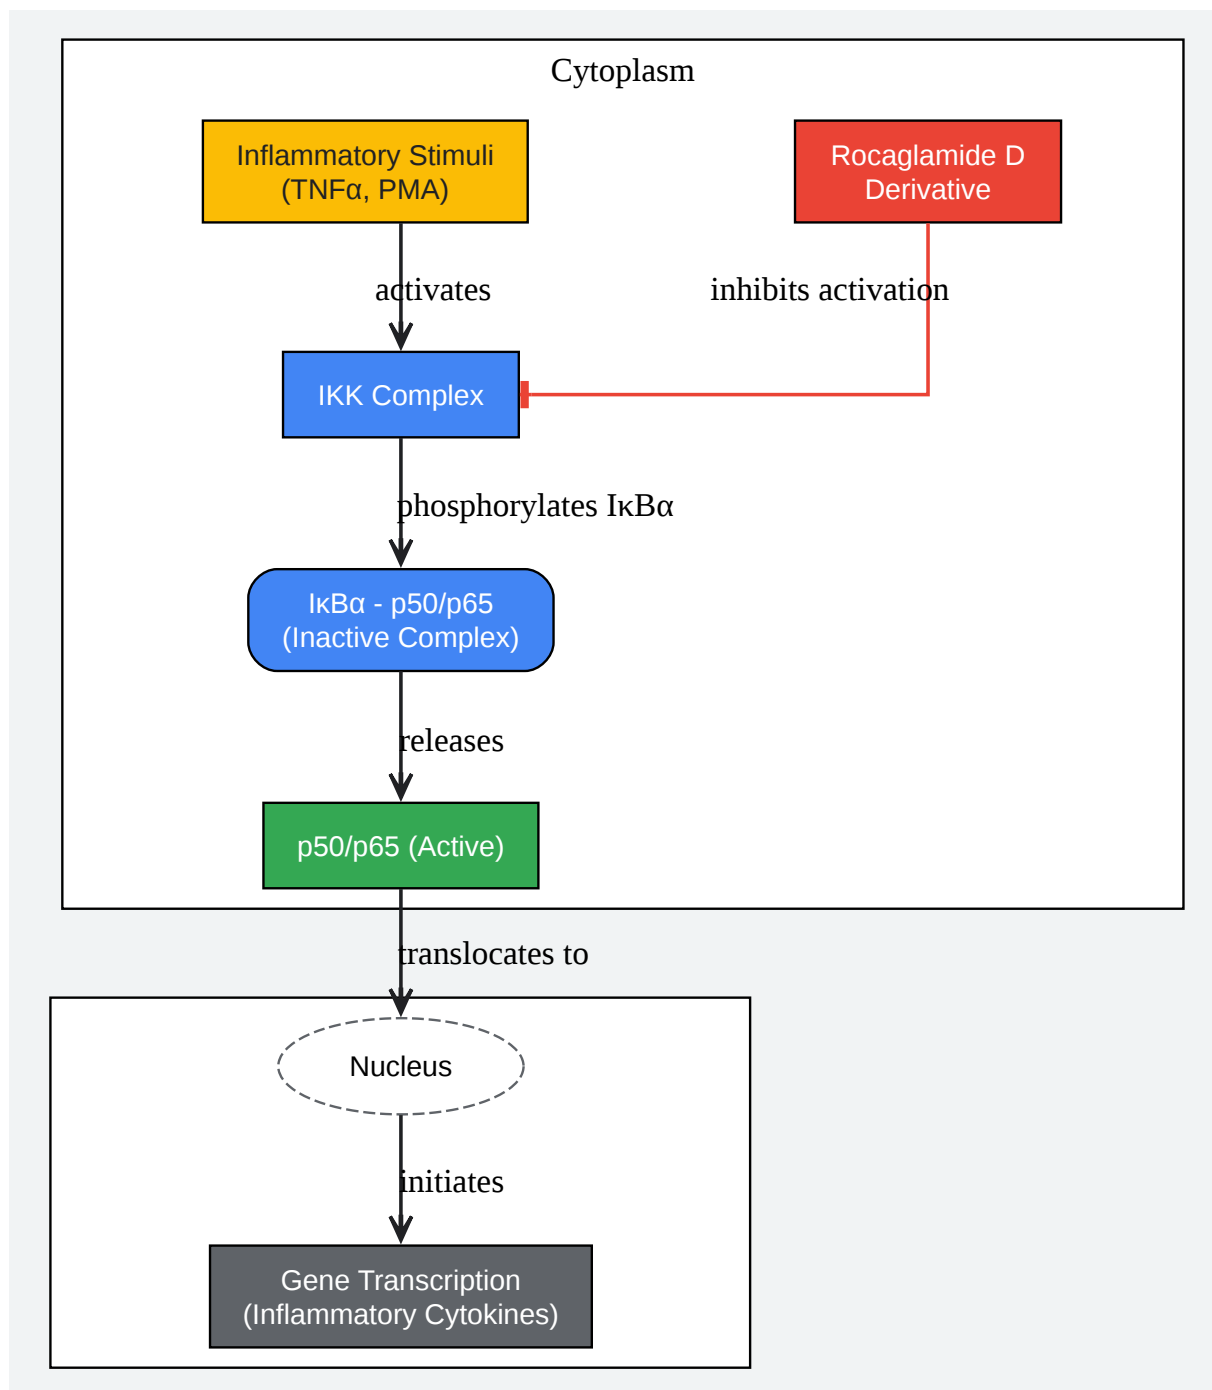 Cytoplasm
Inflammatory Stimuli
(TNFα, PMA)
Rocaglamide D
Derivative
activates
inhibits activation
IKK Complex
phosphorylates IκBα
IκBα - p50/p65
(Inactive Complex)
releases
p50/p65 (Active)
translocates to
Nucleus
initiates
Gene Transcription
(Inflammatory Cytokines)